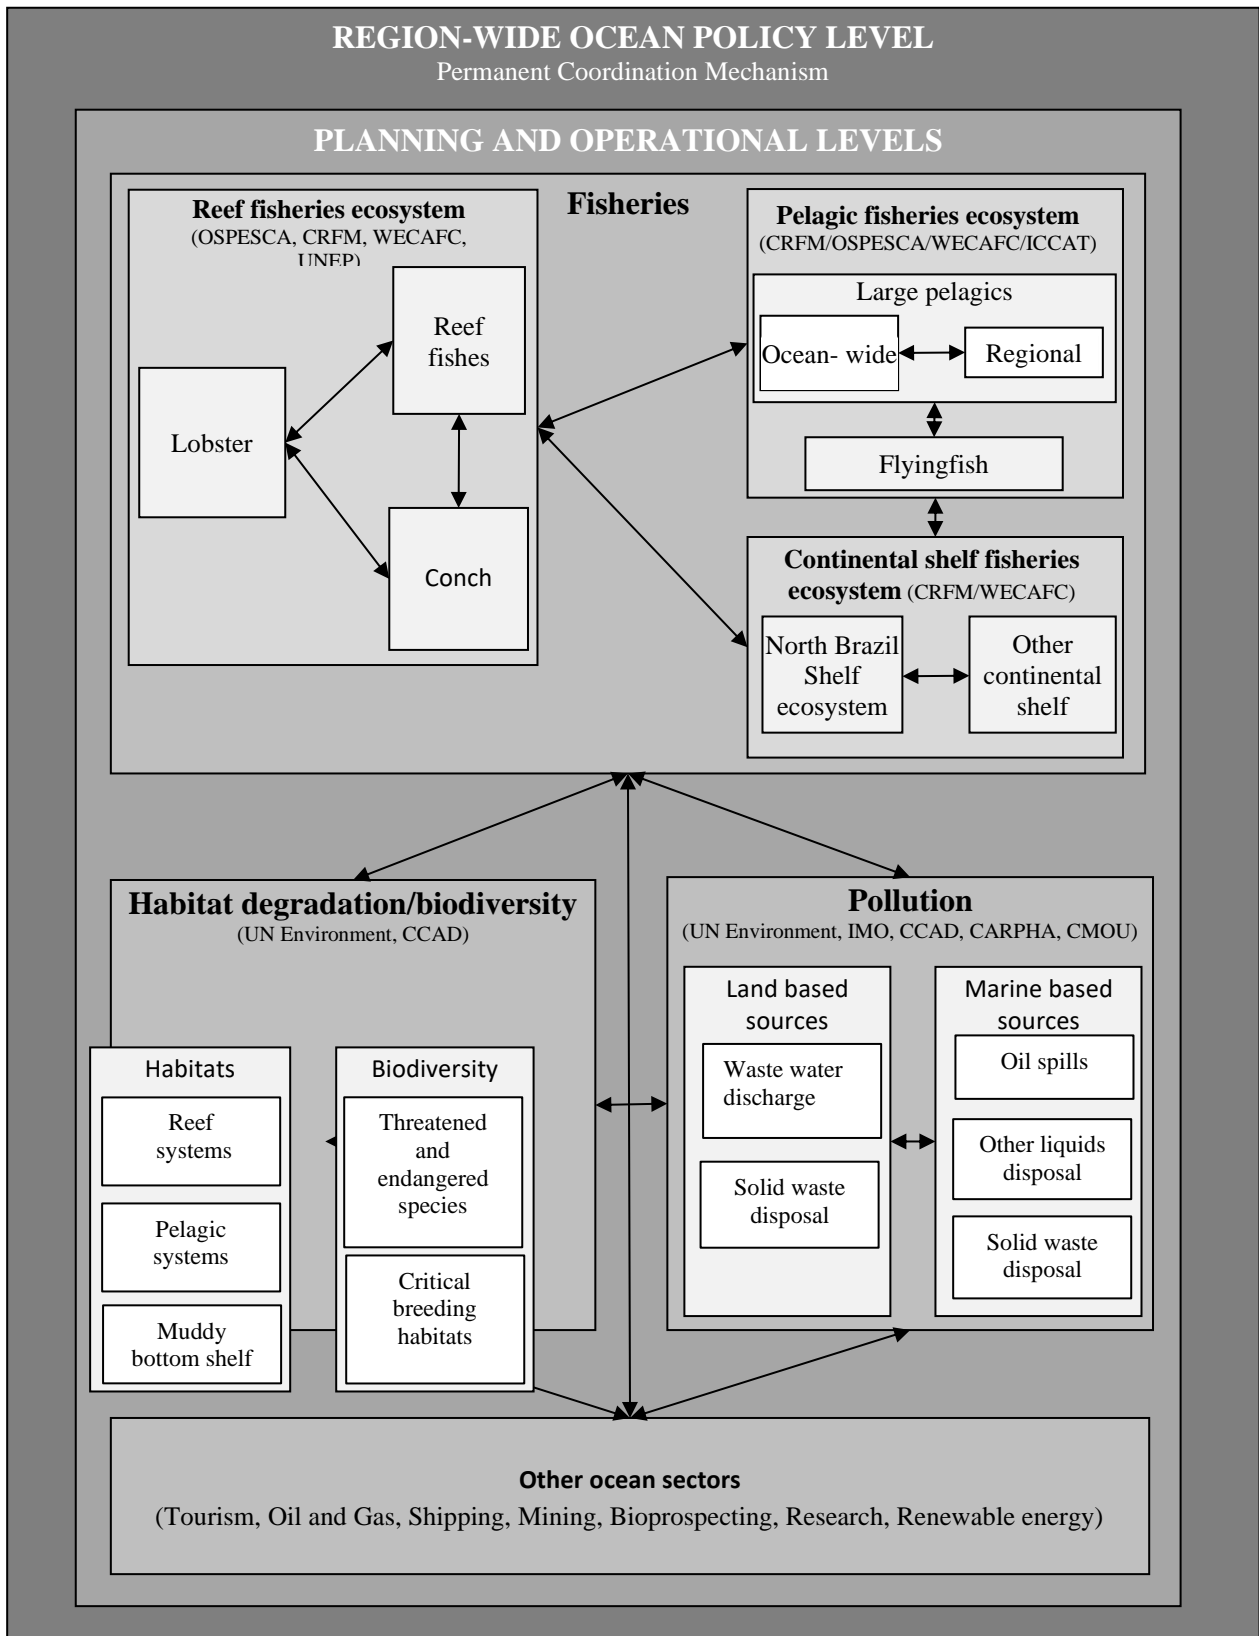 REGION-WIDE OCEAN POLICY LEVEL
Permanent Coordination Mechanism
PLANNING AND OPERATIONAL LEVELS
Fisheries
Reef fisheries ecosystem
(OSPESCA, CRFM, WECAFC,
UNEP)
Reef
fishes
Lobster
Conch
Pelagic fisheries ecosystem
(CRFM/OSPESCA/WECAFC/ICCAT)
Large pelagics
Ocean- wide
Regional
Flyingfish
Continental shelf fisheries
ecosystem (CRFM/WECAFC)
North Brazil
Shelf
ecosystem
Other
continental
shelf
Habitat degradation/biodiversity
(UN Environment, CCAD)
Habitats
Reef
systems
Pelagic
systems
Muddy
bottom shelf
Biodiversity
Threatened
and
endangered
species
Critical
breeding
habitats
Pollution
(UN Environment, IMO, CCAD, CARPHA, CMOU)
Land based
sources
Waste water
discharge
Solid waste
disposal
Marine based
sources
Oil spills
Other liquids
disposal
Solid waste
disposal
Other ocean sectors
(Tourism, Oil and Gas, Shipping, Mining, Bioprospecting, Research, Renewable energy)